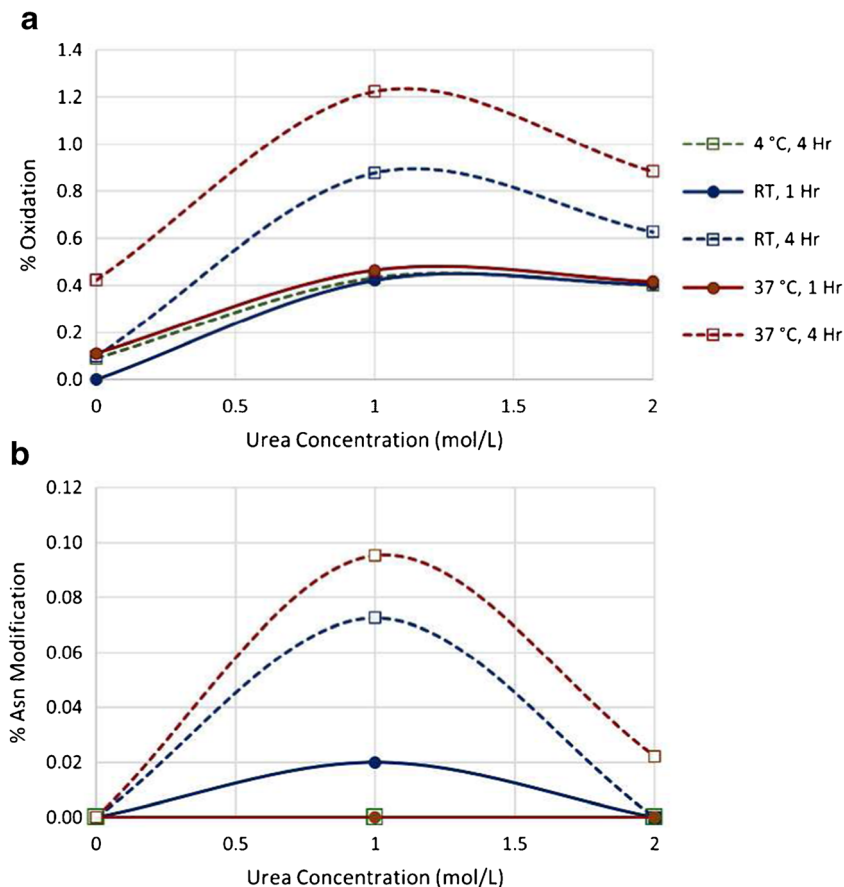 a
1.4
1.2
1.0
0.8
0.6
0.4
0.2
0.0
% Oxidation
0 0.5 1 1.5 2
Urea Concentration (mol/L)
4 °C, 4 Hr
RT, 1 Hr
RT, 4 Hr
37 °C, 1 Hr
37 °C, 4 Hr
b
0.12
0.10
0.08
0.06
0.04
0.02
0.00
% Asn Modification
0 0.5 1 1.5 2
Urea Concentration (mol/L)